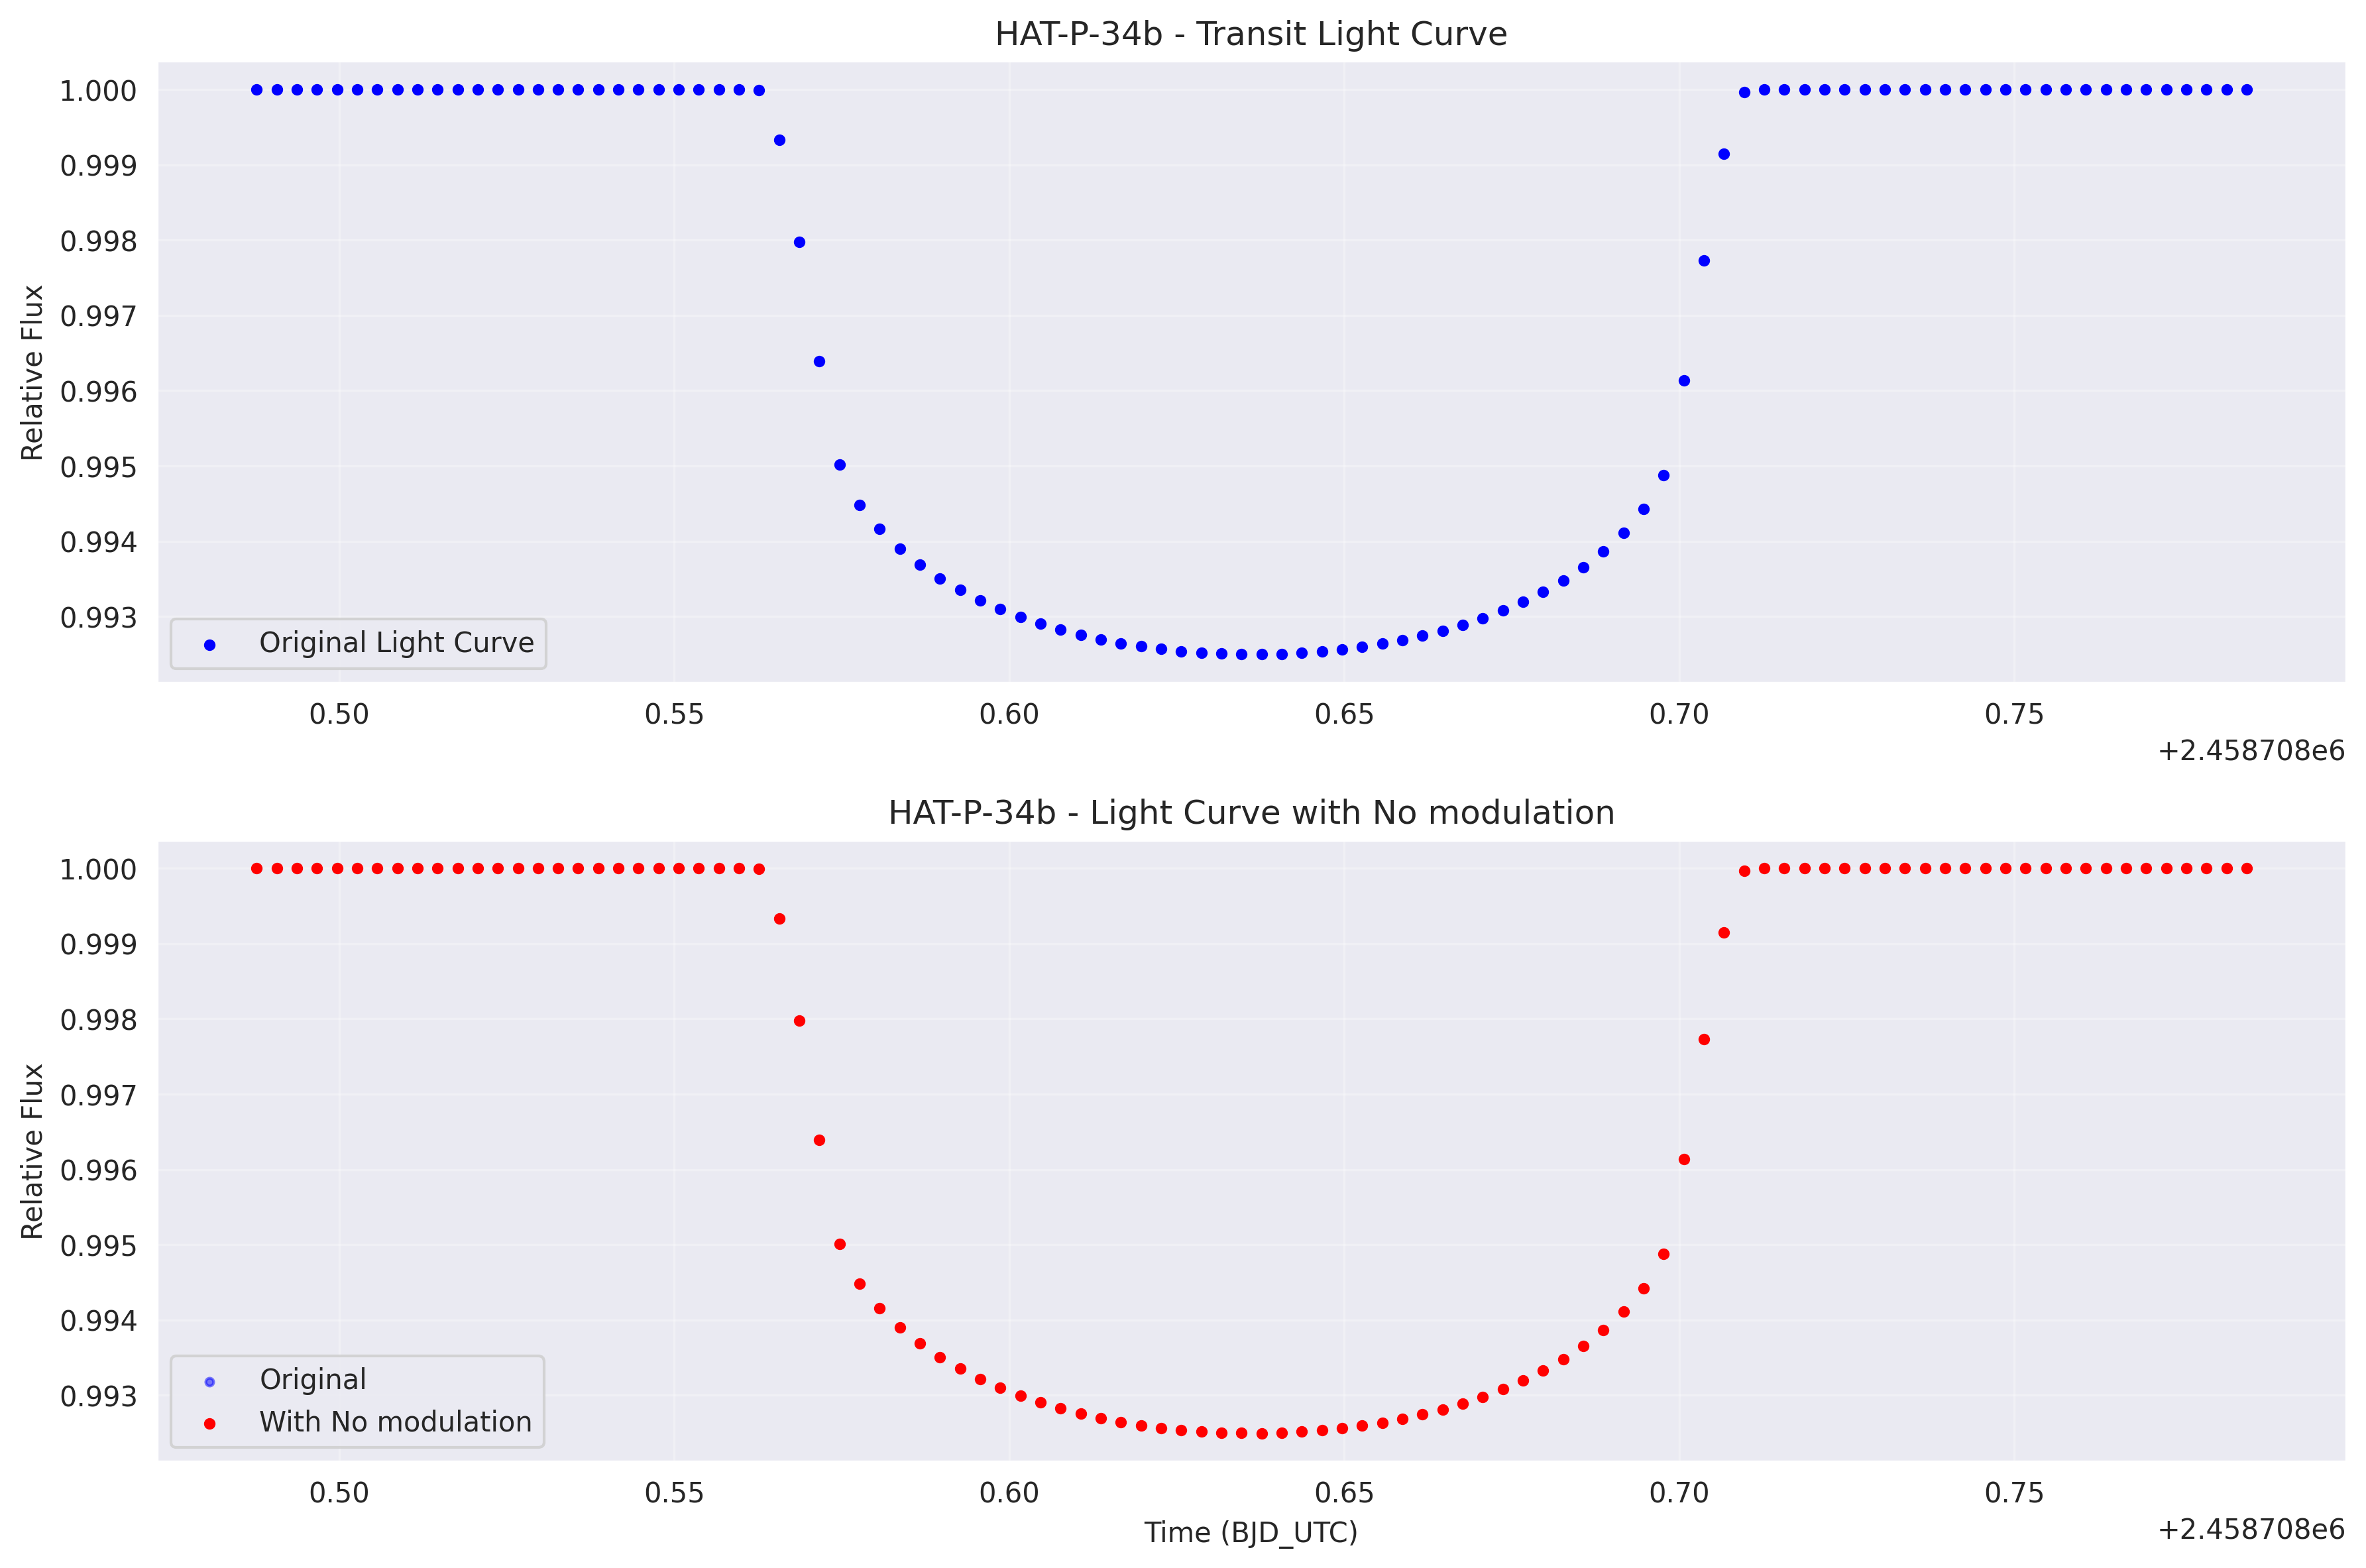 HAT-P-34b - Transit Light Curve
Relative Flux
1.000
0.999
0.998
0.997
0.996
0.995
0.994
0.993
Original Light Curve
0.50 0.55 0.60 0.65 0.70 0.75
+2.458708e6
HAT-P-34b - Light Curve with No modulation
Relative Flux
1.000
0.999
0.998
0.997
0.996
0.995
0.994
0.993
Original
With No modulation
0.50 0.55 0.60 0.65 0.70 0.75
+2.458708e6
Time (BJD_UTC)